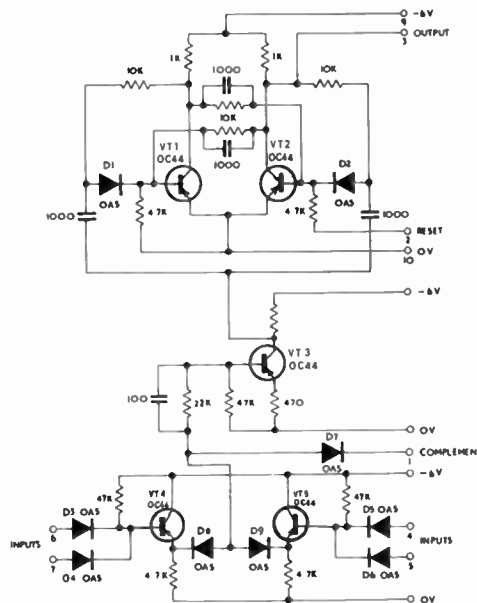 -6V
9
OUTPUT
3
1K
1K
10K
1000
10K
10K
VT1
OC44
VT2
OC44
1000
D1
OA5
D2
OA5
1000
4.7K
4.7K
1000
RESET
2
0V
10
-6V
VT3
OC44
100
22K
47K
470
0V
D7
OA5
COMPLEMEN
1
-6V
47K
VT4
OC44
VT5
OC44
47K
D3 OA5
D8
OA5
D9
OA5
D5 OA5
6
4
INPUTS
INPUTS
7
5
D4 OA5
D6 OA5
4.7K
4.7K
0V